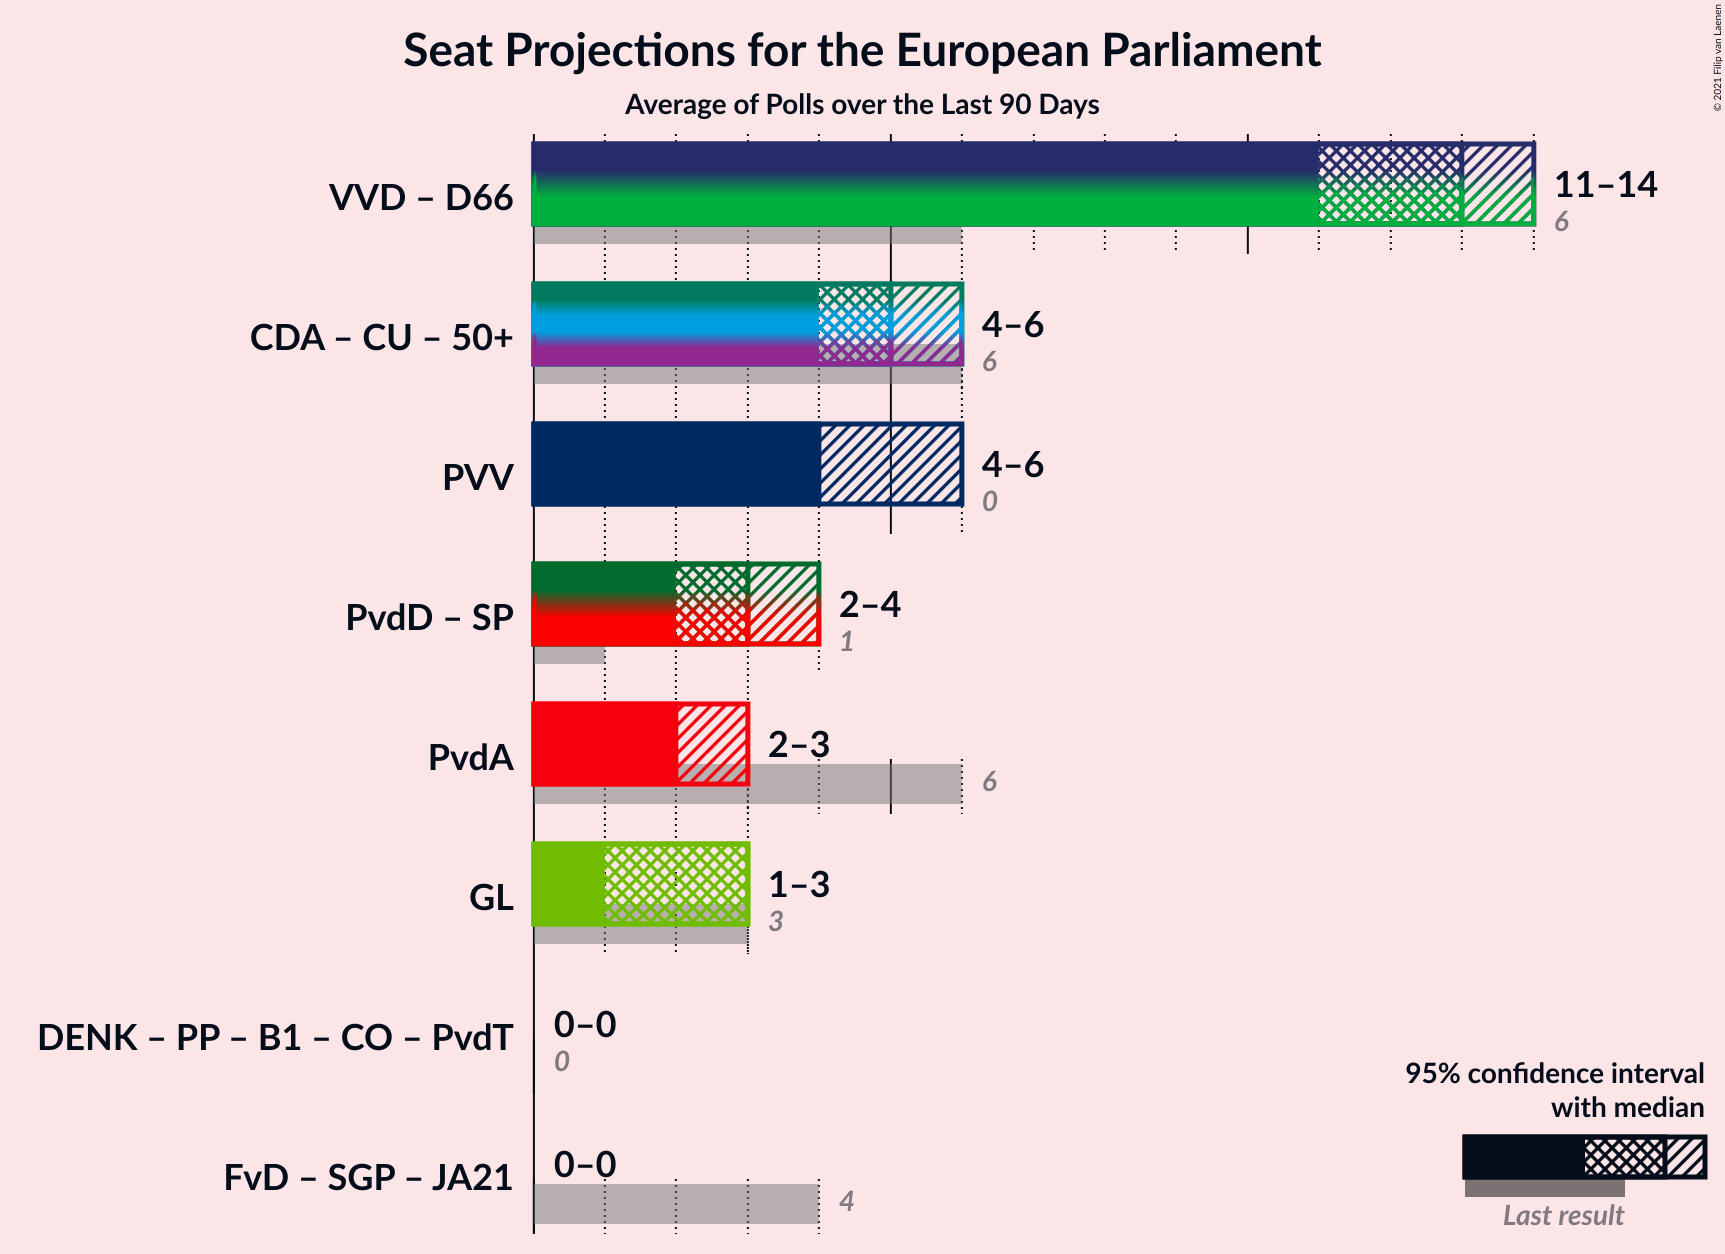 Seat Projections for the European Parliament
Average of Polls over the Last 90 Days
© 2021 Filip van Laenen
VVD – D66
11–14
6
CDA – CU – 50+
4–6
6
PVV
4–6
0
PvdD – SP
2–4
1
PvdA
2–3
6
GL
1–3
3
DENK – PP – B1 – CO – PvdT
0–0
0
FvD – SGP – JA21
0–0
4
95% confidence interval
with median
Last result